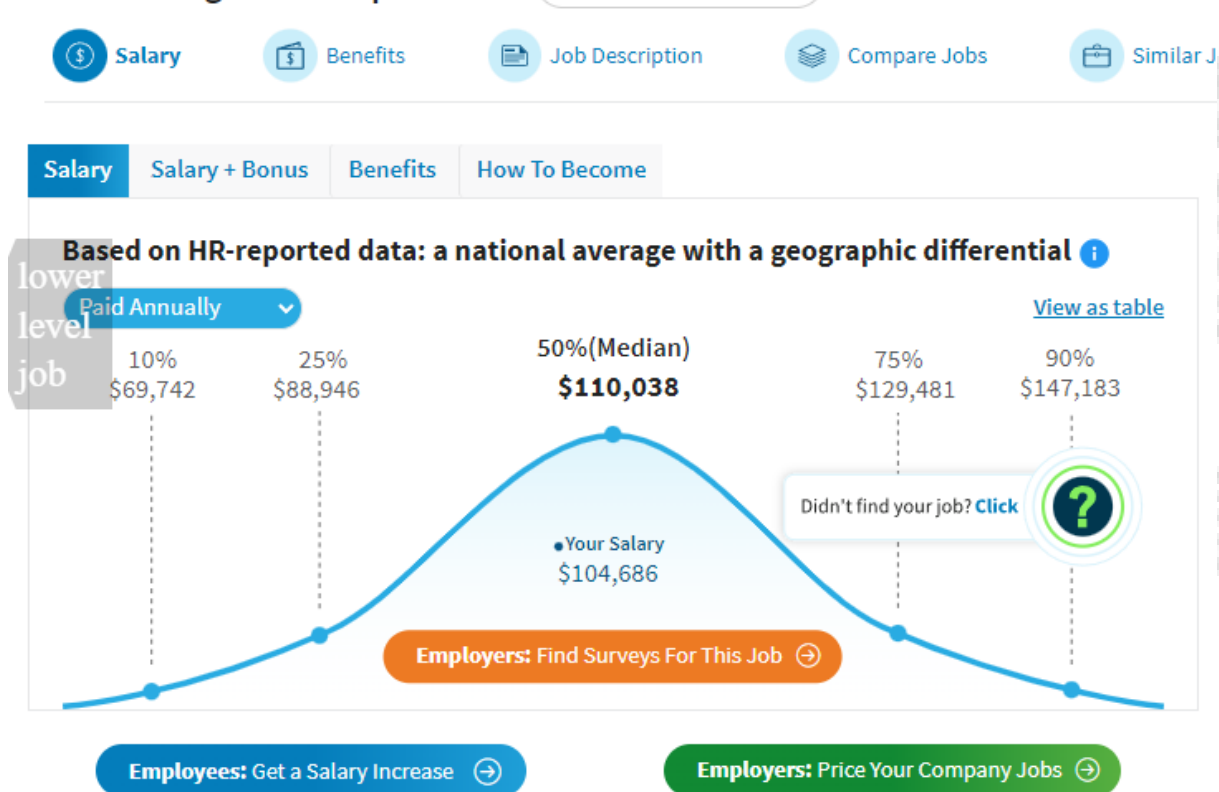 Salary
Benefits
Job Description
Compare Jobs
Similar J
Salary
Salary + Bonus
Benefits
How To Become
Based on HR-reported data: a national average with a geographic differential
lower
level
job
Paid Annually
View as table
10%
$69,742
25%
$88,946
50%(Median)
$110,038
75%
$129,481
90%
$147,183
Didn't find your job? Click
Your Salary
$104,686
Employers: Find Surveys For This Job
Employees: Get a Salary Increase
Employers: Price Your Company Jobs